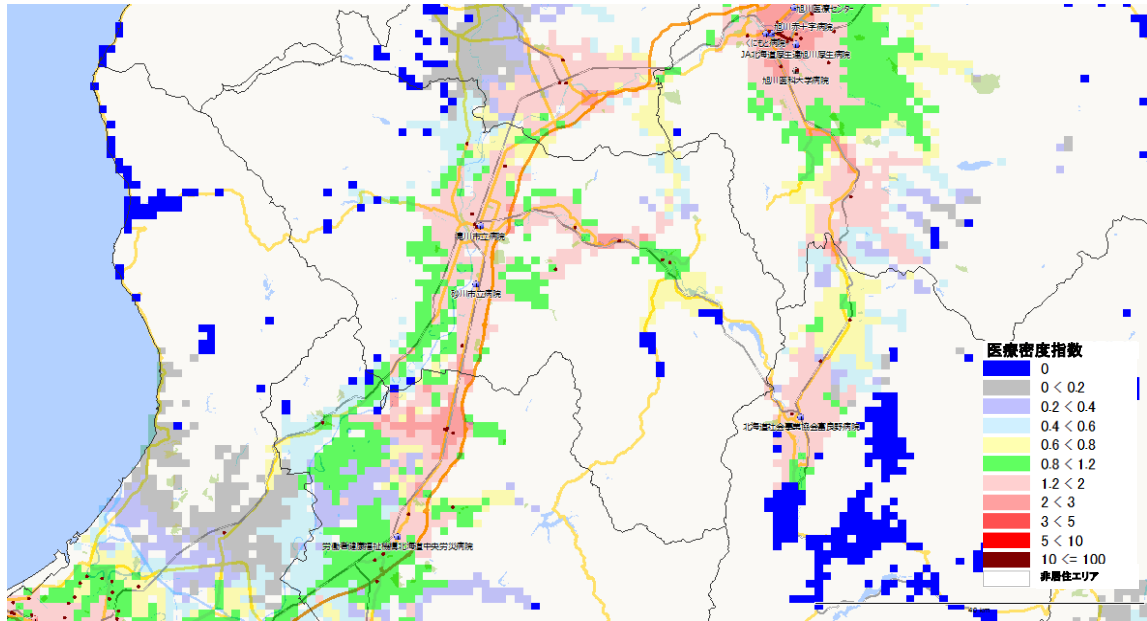 旭川医療センター
旭川赤十字病院
くにもと病院
JA北海道厚生連旭川厚生病院
旭川医科大学病院
滝川市立病院
砂川市立病院
北海道社会事業協会富良野病院
労働者健康福祉機構北海道中央労災病院
医療密度指数
0
0 < 0.2
0.2 < 0.4
0.4 < 0.6
0.6 < 0.8
0.8 < 1.2
1.2 < 2
2 < 3
3 < 5
5 < 10
10 <= 100
非居住エリア